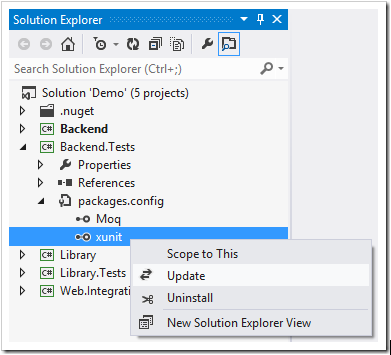 Solution Explorer
Search Solution Explorer (Ctrl+;)
Solution 'Demo' (5 projects)
.nuget
C# Backend
C# Backend.Tests
Properties
References
packages.config
Moq
xunit
Scope to This
C# Library
Update
C# Library.Tests
Uninstall
C# Web.Integrati
New Solution Explorer View